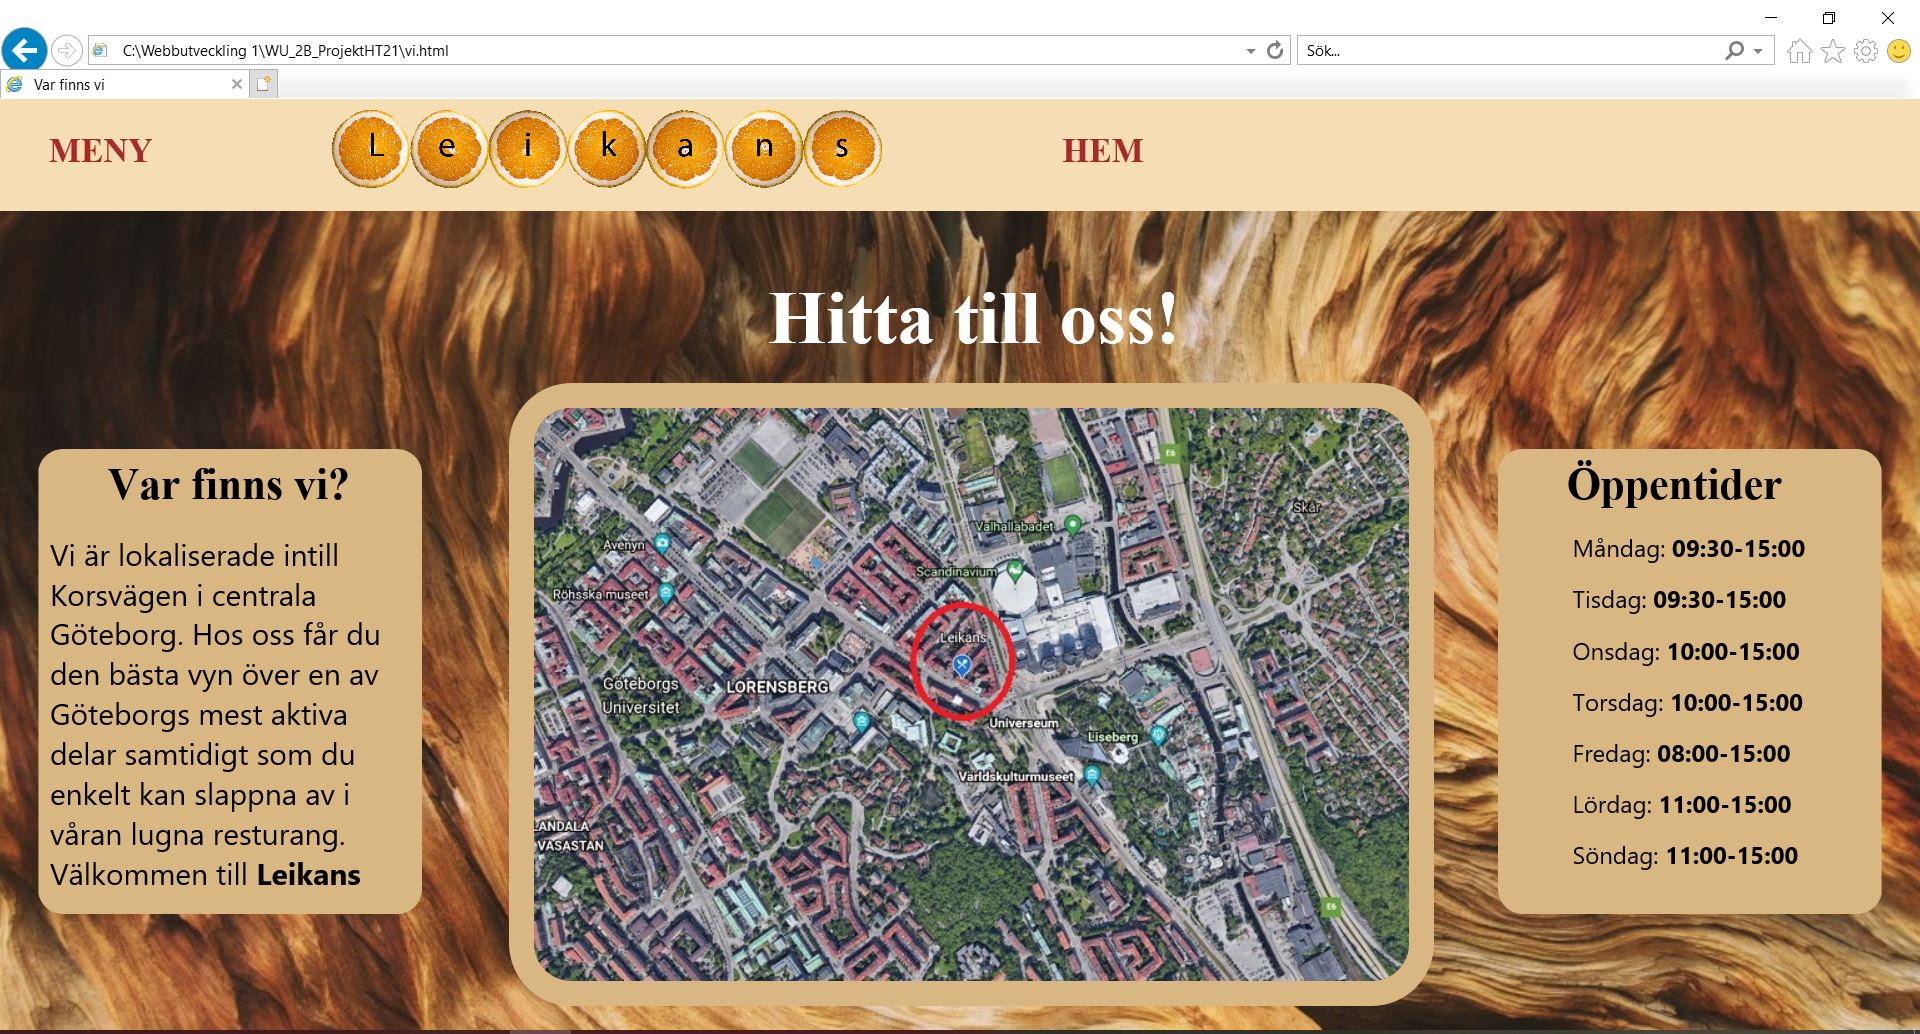 C:\Webbutveckling 1\WU_2B_ProjektHT21\vi.html
Sök...
Var finns vi
MENY
Leikans
HEM
Hitta till oss!
Var finns vi?
Vi är lokaliserade intill
Korsvägen i centrala
Göteborg. Hos oss får du
den bästa vyn över en av
Göteborgs mest aktiva
delar samtidigt som du
enkelt kan slappna av i
våran lugna resturang.
Välkommen till Leikans
E6
Skår
Valhallabadet
Avenyn
Scandinavium
Röhsska museet
Leikans
Göteborgs
Universitet
LORENSBERG
Universeum
Liseberg
Världskulturmuseet
LANDALA
VASASTAN
E6
Öppentider
Måndag: 09:30-15:00
Tisdag: 09:30-15:00
Onsdag: 10:00-15:00
Torsdag: 10:00-15:00
Fredag: 08:00-15:00
Lördag: 11:00-15:00
Söndag: 11:00-15:00